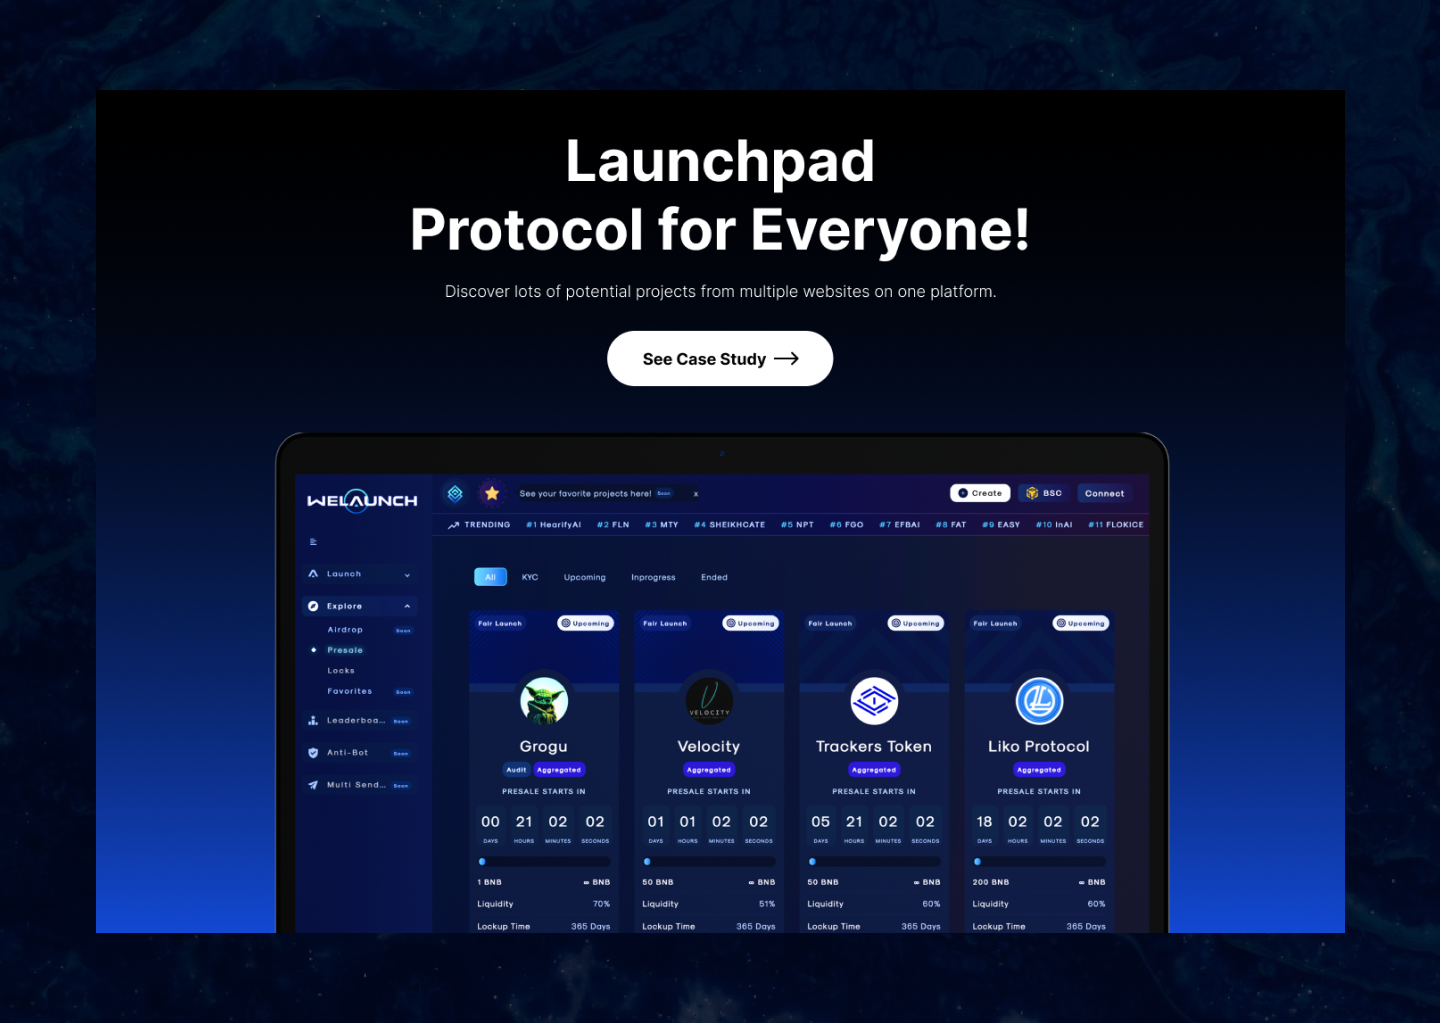 Launchpad
Protocol for Everyone!
Discover lots of potential projects from multiple websites on one platform.
See Case Study
WELAUNCH
See your favorite projects here! Soon x
Create BSC Connect
TRENDING #1 HearifyAI #2 FLN #3 MTY #4 SHEIKHCATE #5 NPT #6 FGO #7 EFBAI #8 FAT #9 EASY #10 InAI #11 FLOKICE
Launch
Explore
Airdrop Soon
Presale
Locks
Favorites Soon
Leaderboa... Soon
Anti-Bot Soon
Multi Send... Soon
All KYC Upcoming Inprogress Ended
Fair Launch Upcoming
Grogu
Audit Aggregated
PRESALE STARTS IN
00 21 02 02
DAYS HOURS MINUTES SECONDS
1 BNB ∞ BNB
Liquidity 70%
Lockup Time 365 Days
Fair Launch Upcoming
VELOCITY
Velocity
Aggregated
PRESALE STARTS IN
01 01 02 02
DAYS HOURS MINUTES SECONDS
50 BNB ∞ BNB
Liquidity 51%
Lockup Time 365 Days
Fair Launch Upcoming
Trackers Token
Aggregated
PRESALE STARTS IN
05 21 02 02
DAYS HOURS MINUTES SECONDS
50 BNB ∞ BNB
Liquidity 60%
Lockup Time 365 Days
Fair Launch Upcoming
Liko Protocol
Aggregated
PRESALE STARTS IN
18 02 02 02
DAYS HOURS MINUTES SECONDS
200 BNB ∞ BNB
Liquidity 60%
Lockup Time 365 Days